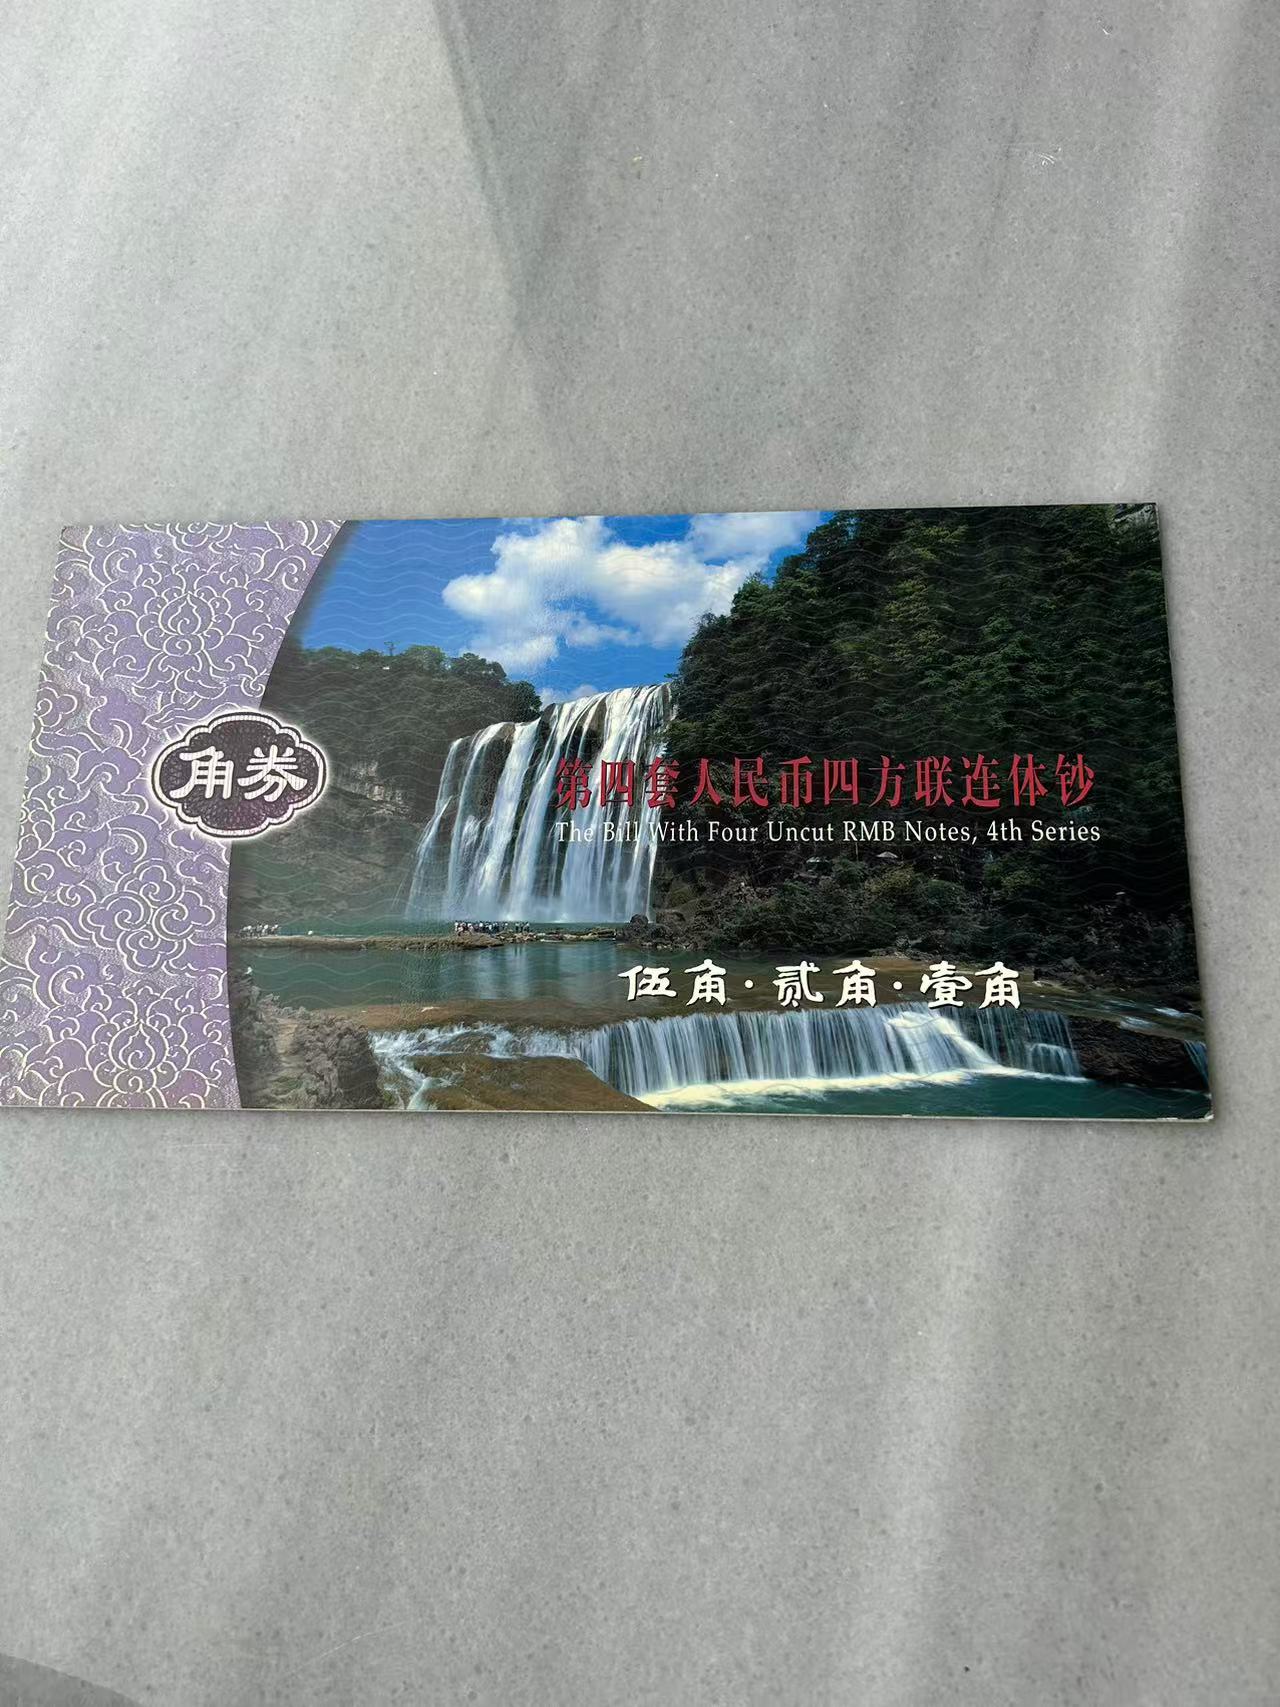 角券
第四套人民币四方联连体钞
The Bill With Four Uncut RMB Notes, 4th Series
伍角·贰角·壹角